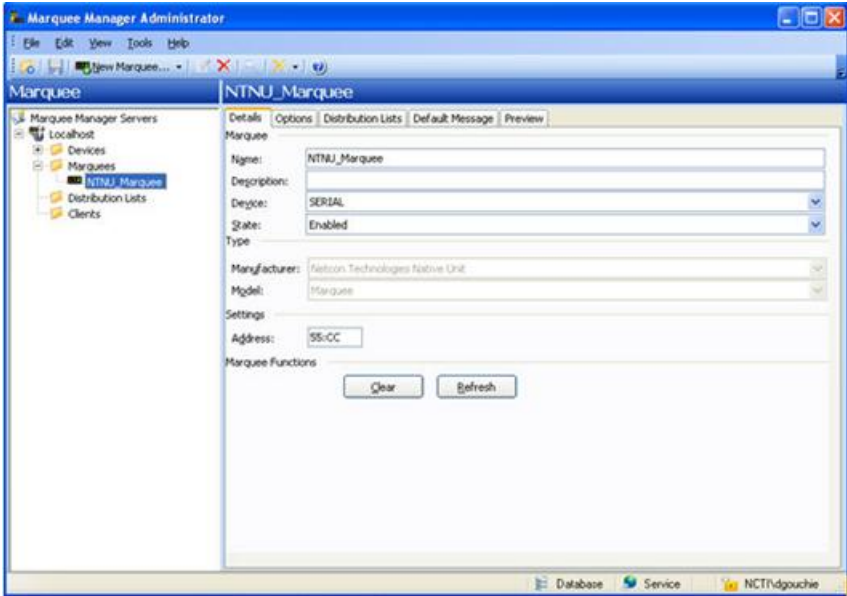 Marquee Manager Administrator
File Edit View Tools Help
New Marquee...
Marquee
NTNU_Marquee
Marquee Manager Servers
Localhost
Devices
Marquees
NTNU_Marquee
Distribution Lists
Clients
Details Options Distribution Lists Default Message Preview
Marquee
Name: NTNU_Marquee
Description:
Device: SERIAL
State: Enabled
Type
Manufacturer: Netcon Technologies Native Unit
Model: Marquee
Settings
Address: 55:CC
Marquee Functions
Clear Refresh
Database Service NCTI\dgouchie